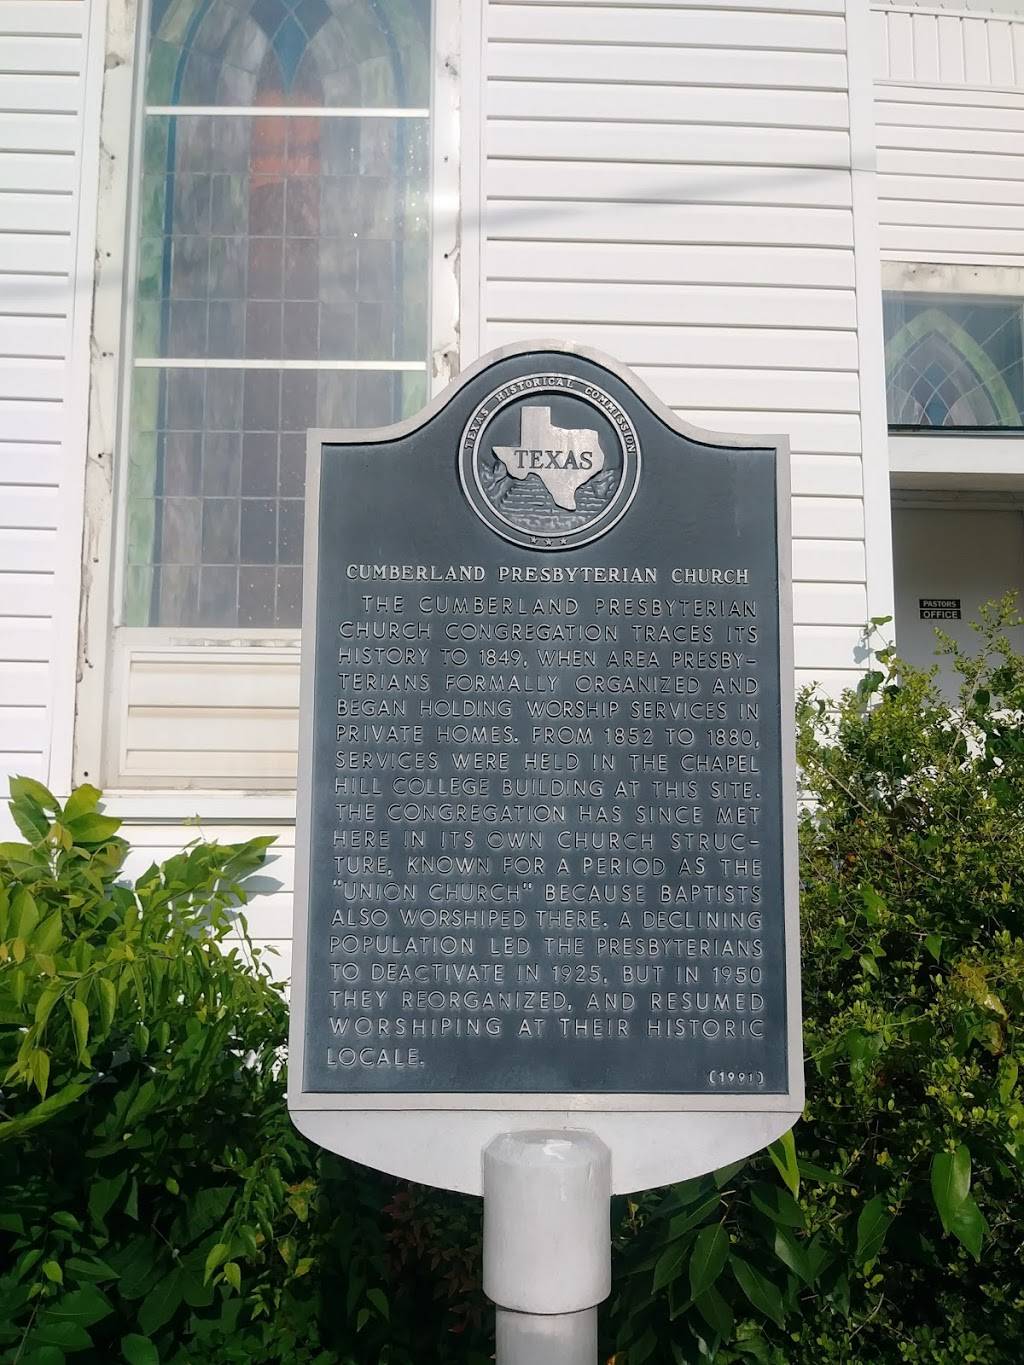 TEXAS HISTORICAL COMMISSION
TEXAS
CUMBERLAND PRESBYTERIAN CHURCH
THE CUMBERLAND PRESBYTERIAN
CHURCH CONGREGATION TRACES ITS
HISTORY TO 1849, WHEN AREA PRESBY-
TERIANS FORMALLY ORGANIZED AND
BEGAN HOLDING WORSHIP SERVICES IN
PRIVATE HOMES. FROM 1852 TO 1880,
SERVICES WERE HELD IN THE CHAPEL
HILL COLLEGE BUILDING AT THIS SITE.
THE CONGREGATION HAS SINCE MET
HERE IN ITS OWN CHURCH STRUC-
TURE, KNOWN FOR A PERIOD AS THE
"UNION CHURCH" BECAUSE BAPTISTS
ALSO WORSHIPED THERE. A DECLINING
POPULATION LED THE PRESBYTERIANS
TO DEACTIVATE IN 1925, BUT IN 1950
THEY REORGANIZED, AND RESUMED
WORSHIPING AT THEIR HISTORIC
LOCALE.
(1991)
PASTORS
OFFICE